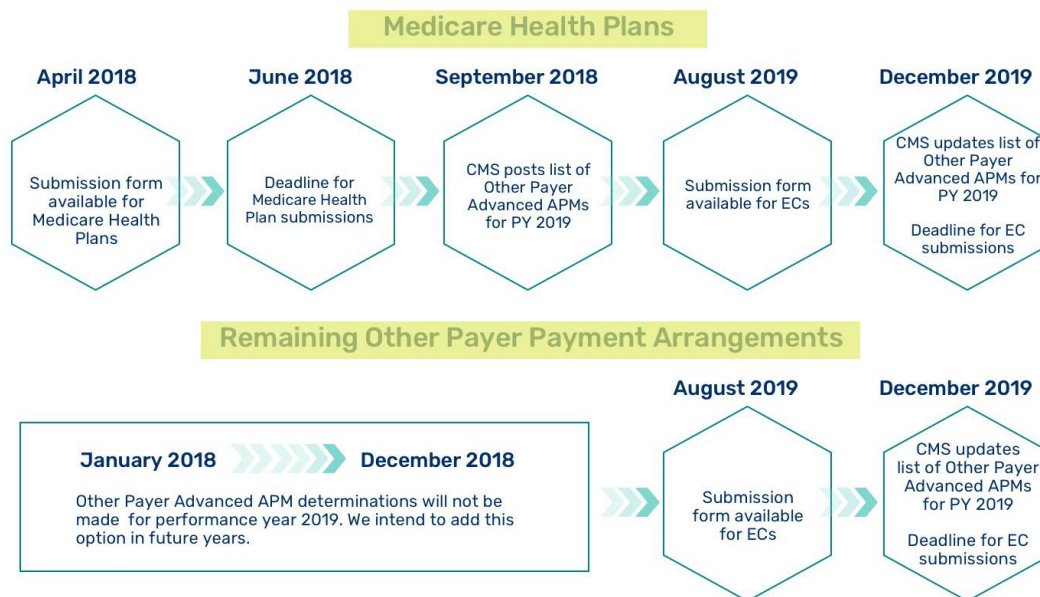 Medicare Health Plans
April 2018
June 2018
September 2018
August 2019
December 2019
Submission form
available for
Medicare Health
Plans
Deadline for
Medicare Health
Plan submissions
CMS posts list of
Other Payer
Advanced APMs
for PY 2019
Submission form
available for ECs
CMS updates list of
Other Payer
Advanced APMs for
PY 2019
Deadline for EC
submissions
Remaining Other Payer Payment Arrangements
January 2018
December 2018
Other Payer Advanced APM determinations will not be
made for performance year 2019. We intend to add this
option in future years.
August 2019
December 2019
Submission
form available
for ECs
CMS updates
list of Other Payer
Advanced APMs
for PY 2019
Deadline for EC
submissions